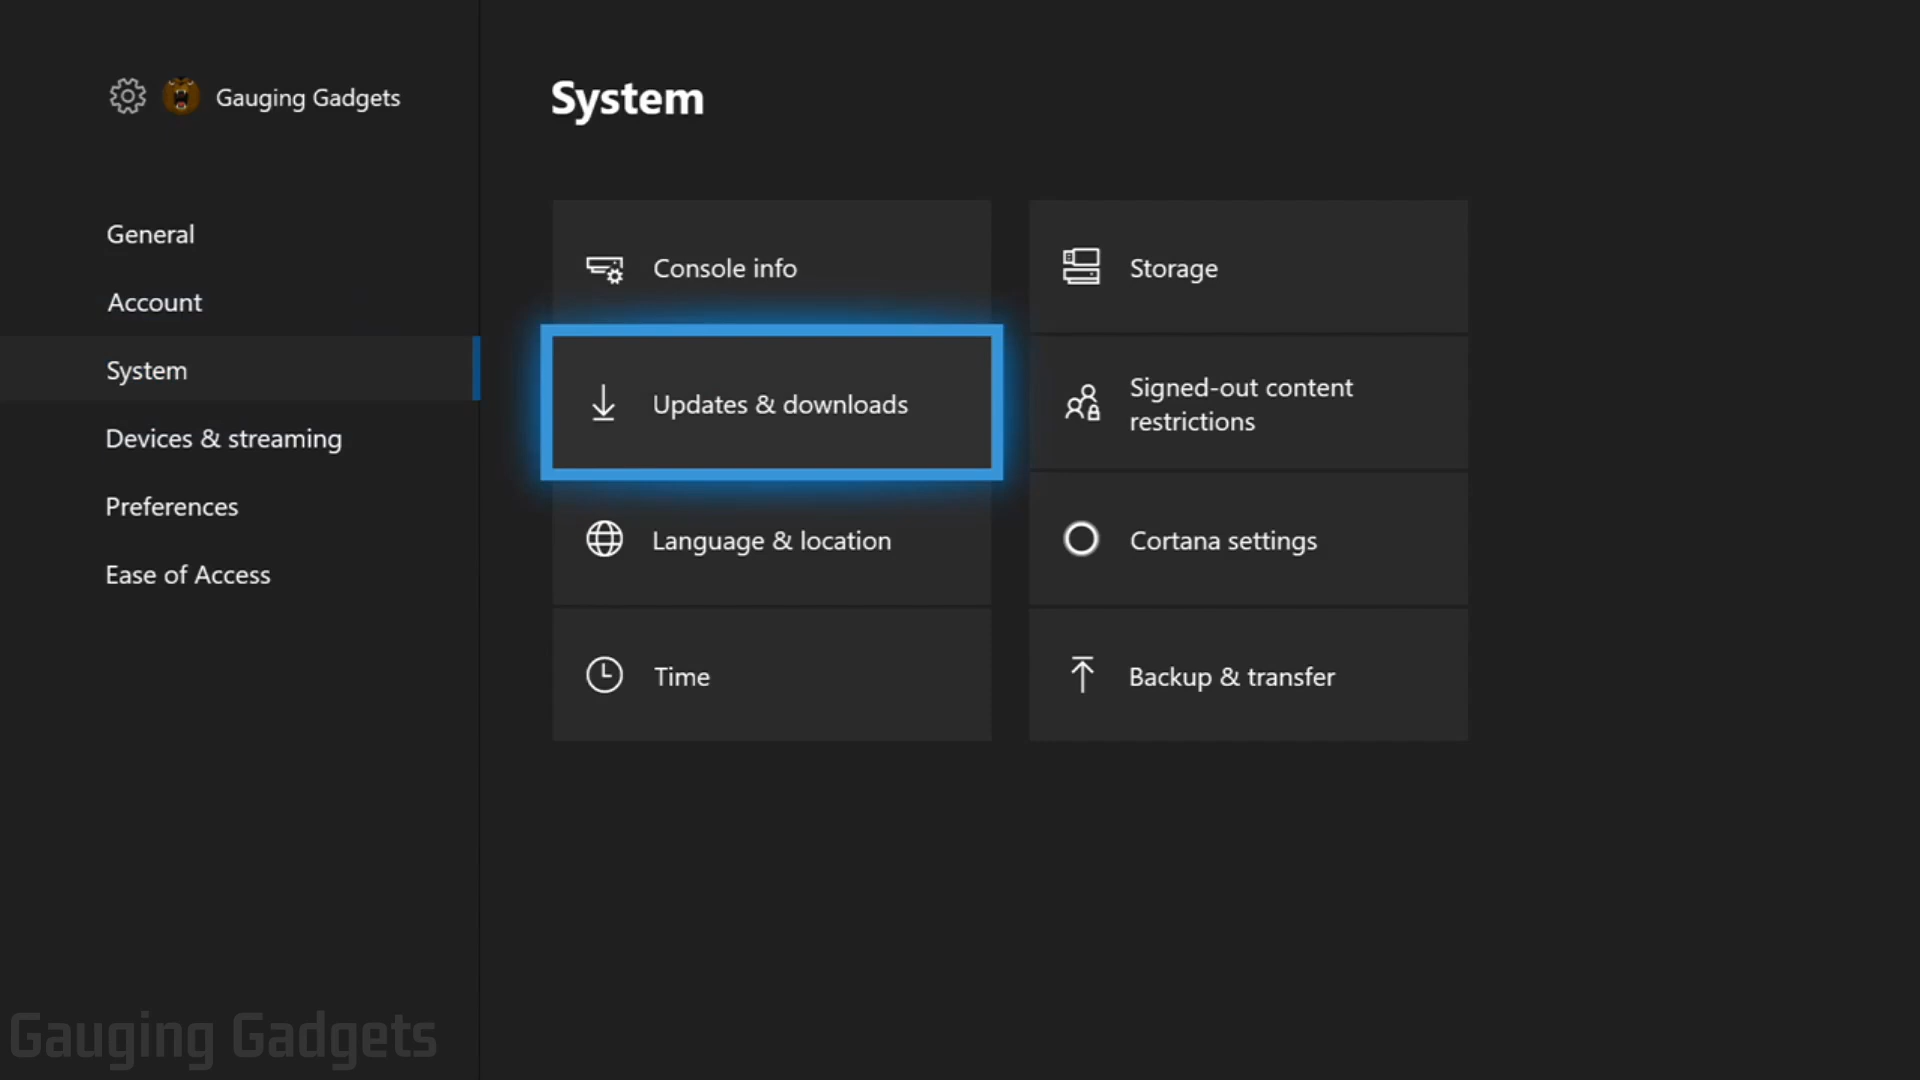 Gauging Gadgets
General
Account
System
Devices & streaming
Preferences
Ease of Access
System
Console info
Updates & downloads
Language & location
Time
Storage
Signed-out content
restrictions
Cortana settings
Backup & transfer
Gauging Gadgets